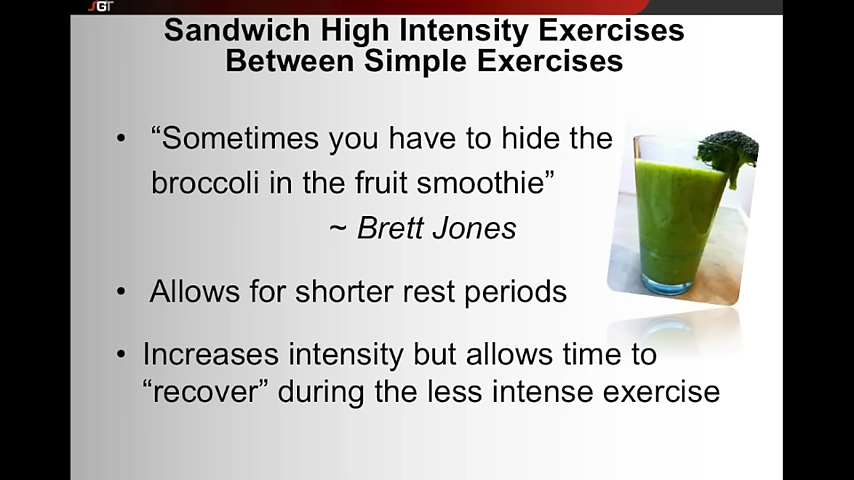 SGT
Sandwich High Intensity Exercises
Between Simple Exercises
• “Sometimes you have to hide the
broccoli in the fruit smoothie”
~ Brett Jones
• Allows for shorter rest periods
• Increases intensity but allows time to
“recover” during the less intense exercise